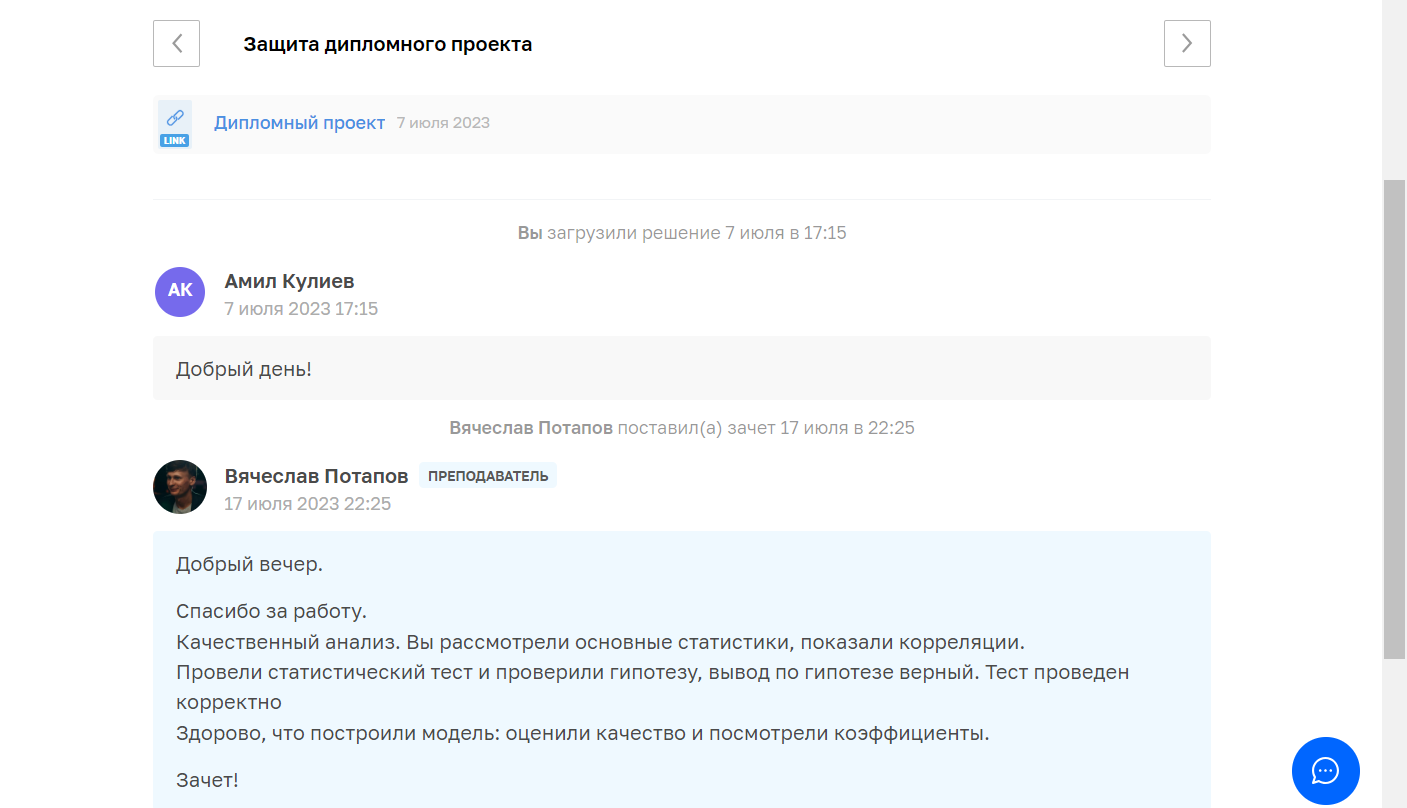 Защита дипломного проекта
LINK
Дипломный проект 7 июля 2023
Вы загрузили решение 7 июля в 17:15
АК
Амил Кулиев
7 июля 2023 17:15
Добрый день!
Вячеслав Потапов поставил(а) зачет 17 июля в 22:25
Вячеслав Потапов ПРЕПОДАВАТЕЛЬ
17 июля 2023 22:25
Добрый вечер.
Спасибо за работу.
Качественный анализ. Вы рассмотрели основные статистики, показали корреляции.
Провели статистический тест и проверили гипотезу, вывод по гипотезе верный. Тест проведен
корректно
Здорово, что построили модель: оценили качество и посмотрели коэффициенты.
Зачет!